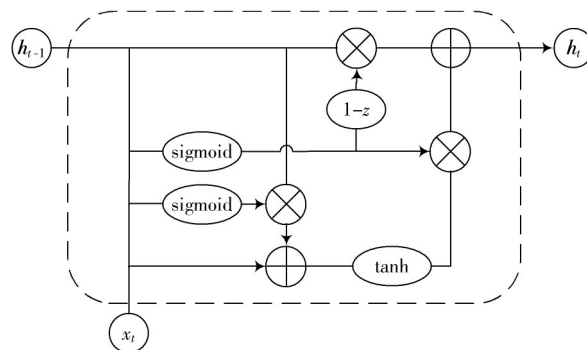 h_{t-1}
h_t
1-z
sigmoid
sigmoid
tanh
x_t